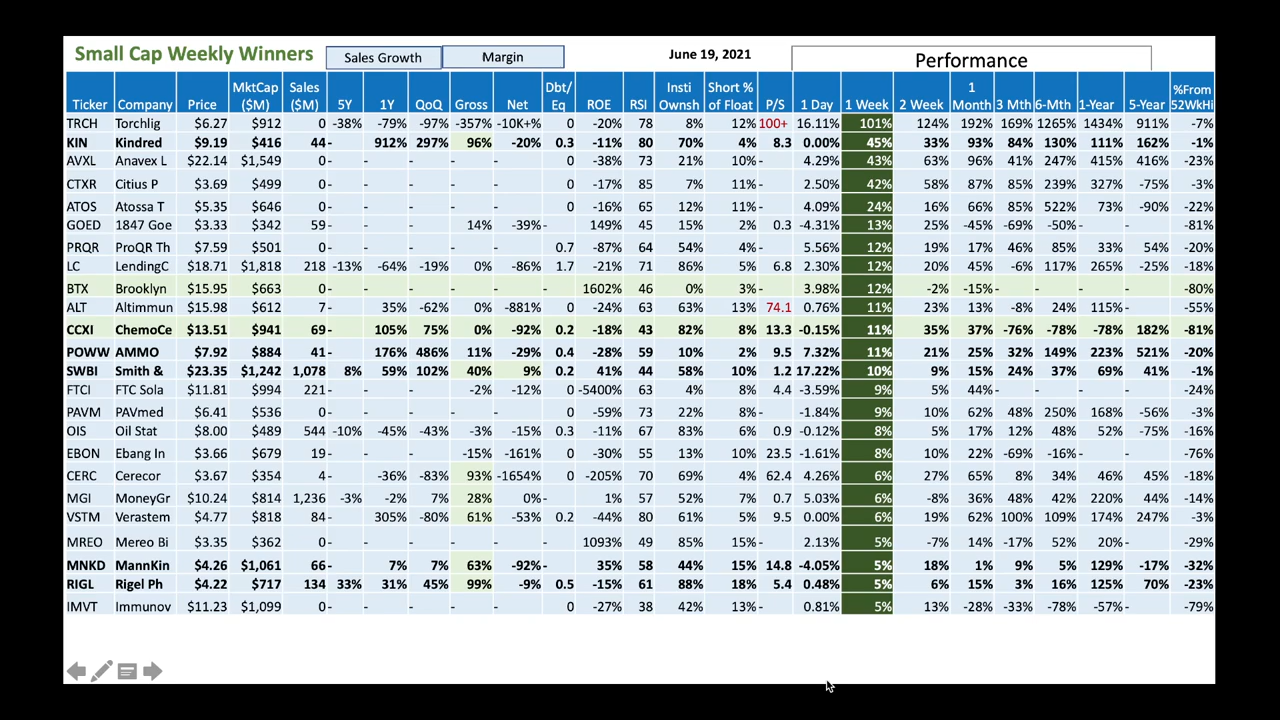 Small Cap Weekly Winners Sales Growth Margin June 19, 2021 Performance
Ticker Company Price MktCap ($M) Sales ($M) 5Y 1Y QoQ Gross Net Dbt/ Eq ROE RSI Insti Ownsh Short % of Float P/S 1 Day 1 Week 2 Week 1 Month 3 Mth 6-Mth 1-Year 5-Year %From 52WkHi
TRCH Torchlig $6.27 $912 0 -38% -79% -97% -357% -10K+% 0 -20% 78 8% 12% 100+ 16.11% 101% 124% 192% 169% 1265% 1434% 911% -7%
KIN Kindred $9.19 $416 44 - 912% 297% 96% -20% 0.3 -11% 80 70% 4% 8.3 0.00% 45% 33% 93% 84% 130% 111% 162% -1%
AVXL Anavex L $22.14 $1,549 0 - - - - - 0 -38% 73 21% 10% - 4.29% 43% 63% 96% 41% 247% 415% 416% -23%
CTXR Citius P $3.69 $499 0 - - - - - 0 -17% 85 7% 11% - 2.50% 42% 58% 87% 85% 239% 327% -75% -3%
ATOS Atossa T $5.35 $646 0 - - - - - 0 -16% 65 12% 11% - 4.09% 24% 16% 66% 85% 522% 73% -90% -22%
GOED 1847 Goe $3.33 $342 59 - - - 14% -39% - 149% 45 15% 2% 0.3 -4.31% 13% 25% -45% -69% -50% - - -81%
PRQR ProQR Th $7.59 $501 0 - - - - - 0.7 -87% 64 54% 4% - 5.56% 12% 19% 17% 46% 85% 33% 54% -20%
LC LendingC $18.71 $1,818 218 -13% -64% -19% 0% -86% 1.7 -21% 71 86% 5% 6.8 2.30% 12% 20% 45% -6% 117% 265% -25% -18%
BTX Brooklyn $15.95 $663 0 - - - - - - 1602% 46 0% 3% - 3.98% 12% -2% -15% - - - - -80%
ALT Altimmun $15.98 $612 7 - 35% -62% 0% -881% 0 -24% 63 63% 13% 74.1 0.76% 11% 23% 13% -8% 24% 115% - -55%
CCXI ChemoCe $13.51 $941 69 - 105% 75% 0% -92% 0.2 -18% 43 82% 8% 13.3 -0.15% 11% 35% 37% -76% -78% -78% 182% -81%
POWW AMMO $7.92 $884 41 - 176% 486% 11% -29% 0.4 -28% 59 10% 2% 9.5 7.32% 11% 21% 25% 32% 149% 223% 521% -20%
SWBI Smith & $23.35 $1,242 1,078 8% 59% 102% 40% 9% 0.2 41% 44 58% 10% 1.2 17.22% 10% 9% 15% 24% 37% 69% 41% -1%
FTCI FTC Sola $11.81 $994 221 - - - -2% -12% 0 -5400% 63 4% 8% 4.4 -3.59% 9% 5% 44% - - - - -24%
PAVM PAVmed $6.41 $536 0 - - - - - 0 -59% 73 22% 8% - -1.84% 9% 10% 62% 48% 250% 168% -56% -3%
OIS Oil Stat $8.00 $489 544 -10% -45% -43% -3% -15% 0.3 -11% 67 83% 6% 0.9 -0.12% 8% 5% 17% 12% 48% 52% -75% -16%
EBON Ebang In $3.66 $679 19 - - - -15% -161% 0 -30% 55 13% 10% 23.5 -1.61% 8% 10% 22% -69% -16% - - -76%
CERC Cerecor $3.67 $354 4 - -36% -83% 93% -1654% 0 -205% 70 69% 4% 62.4 4.26% 6% 27% 65% 8% 34% 46% 45% -18%
MGI MoneyGr $10.24 $814 1,236 -3% -2% 7% 28% 0% - 1% 57 52% 7% 0.7 5.03% 6% -8% 36% 48% 42% 220% 44% -14%
VSTM Verastem $4.77 $818 84 - 305% -80% 61% -53% 0.2 -44% 80 61% 5% 9.5 0.00% 6% 19% 62% 100% 109% 174% 247% -3%
MREO Mereo Bi $3.35 $362 0 - - - - - - 1093% 49 85% 15% - 2.13% 5% -7% 14% -17% 52% 20% - -29%
MNKD MannKin $4.26 $1,061 66 - 7% 7% 63% -92% - 35% 58 44% 15% 14.8 -4.05% 5% 18% 1% 9% 5% 129% -17% -32%
RIGL Rigel Ph $4.22 $717 134 33% 31% 45% 99% -9% 0.5 -15% 61 88% 18% 5.4 0.48% 5% 6% 15% 3% 16% 125% 70% -23%
IMVT Immunov $11.23 $1,099 0 - - - - - 0 -27% 38 42% 13% - 0.81% 5% 13% -28% -33% -78% -57% - -79%